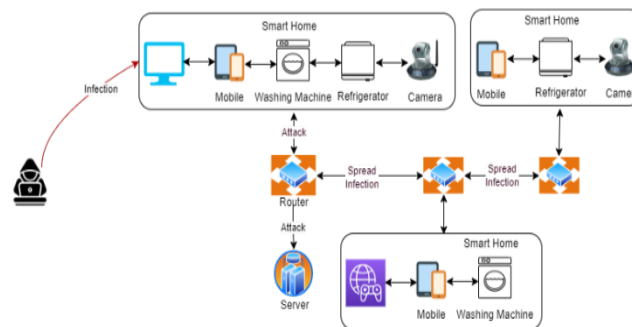 Smart Home
Mobile
Washing Machine
Refrigerator
Camera
Smart Home
Mobile
Refrigerator
Came
Infection
Attack
Spread
Infection
Spread
Infection
Router
Attack
Server
Smart Home
Mobile
Washing Machine